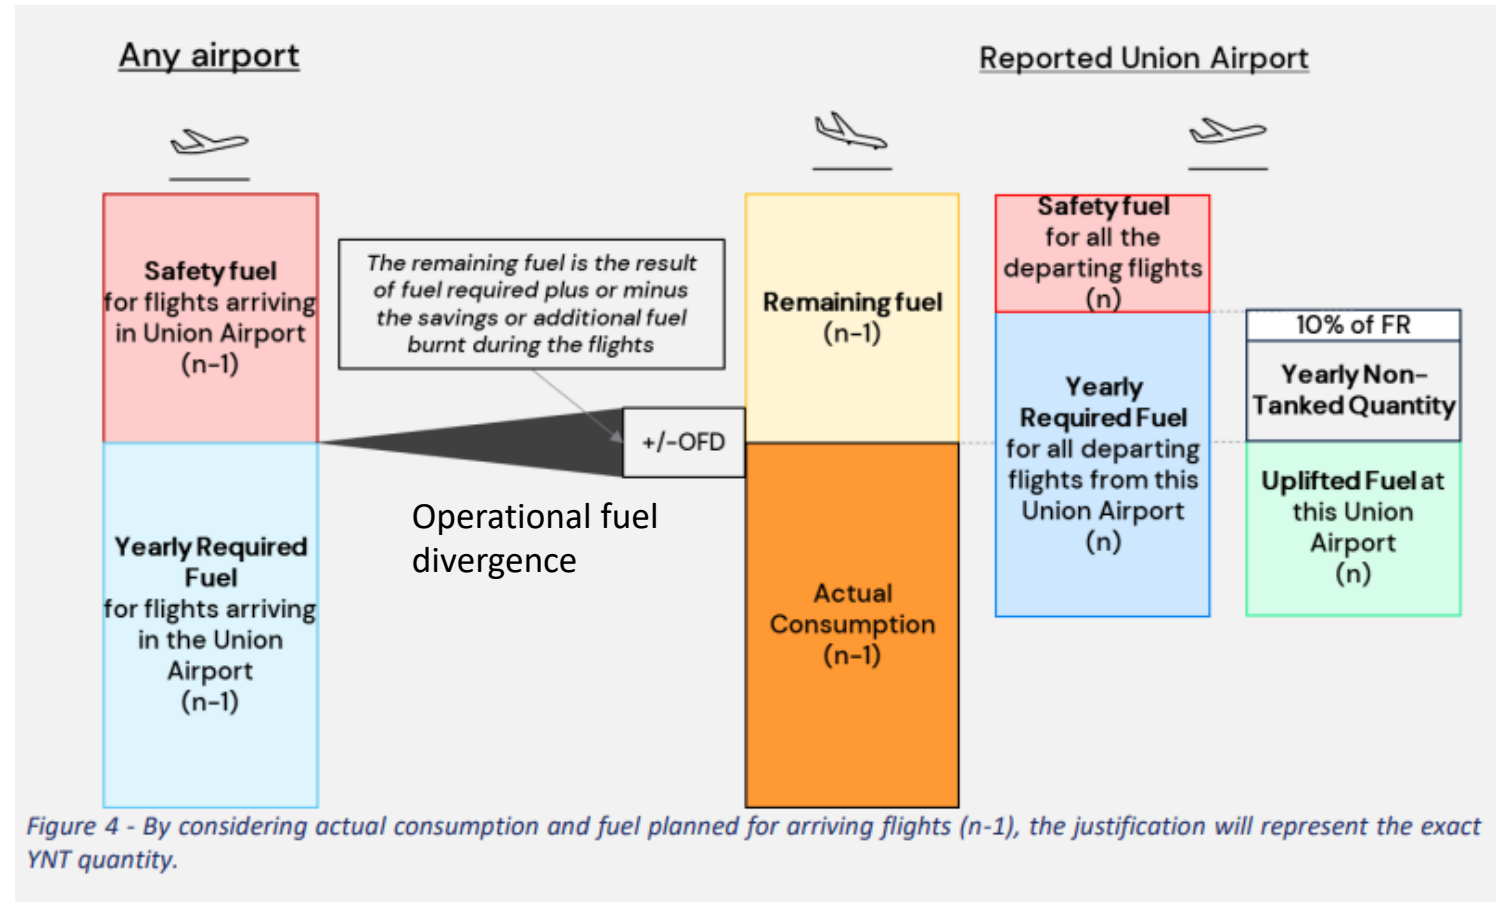 Any airport
Reported Union Airport
Safety fuel
for flights arriving
in Union Airport
(n-1)
Yearly Required
Fuel
for flights arriving
in the Union
Airport
(n-1)
The remaining fuel is the result
of fuel required plus or minus
the savings or additional fuel
burnt during the flights
+/-OFD
Operational fuel
divergence
Remaining fuel
(n-1)
Actual
Consumption
(n-1)
Safety fuel
for all the
departing flights
(n)
Yearly
Required Fuel
for all departing
flights from this
Union Airport
(n)
10% of FR
Yearly Non-
Tanked Quantity
Uplifted Fuel at
this Union
Airport
(n)
Figure 4 - By considering actual consumption and fuel planned for arriving flights (n-1), the justification will represent the exact
YNT quantity.